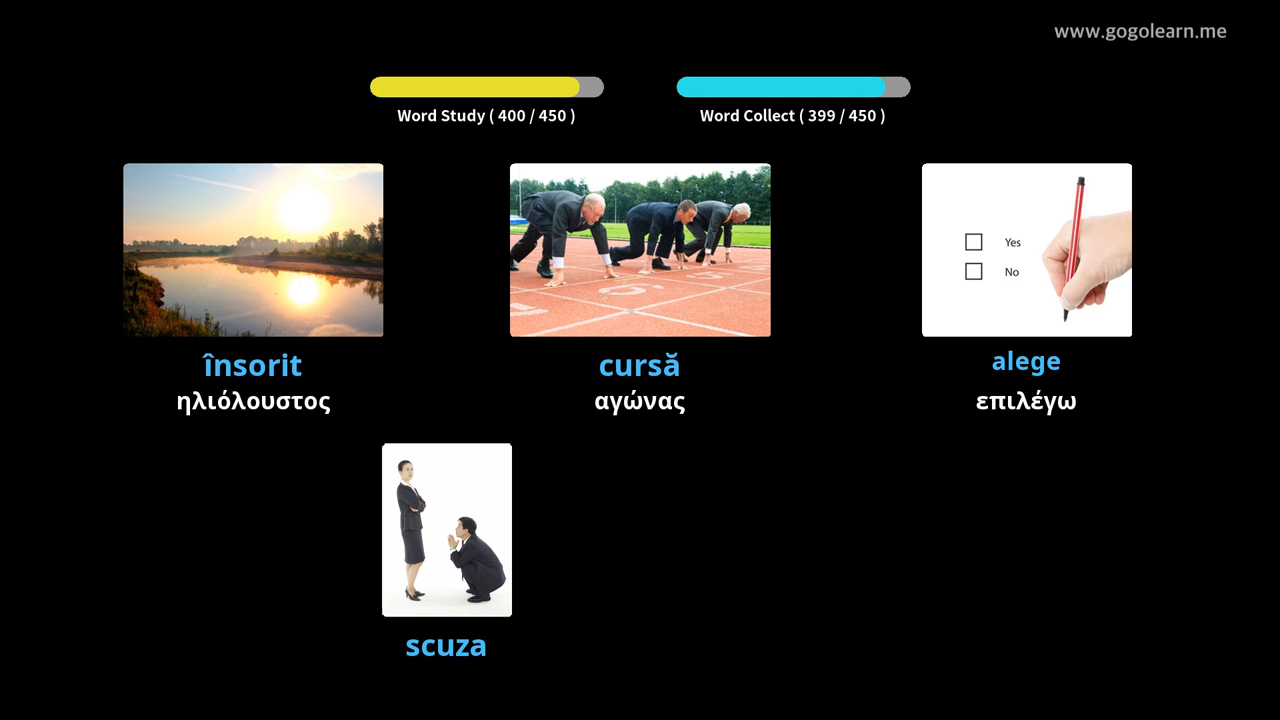 www.gogolearn.me
Word Study ( 400 / 450 )
Word Collect ( 399 / 450 )
Yes
No
însorit
cursă
alege
ηλιόλουστος
αγώνας
επιλέγω
scuza